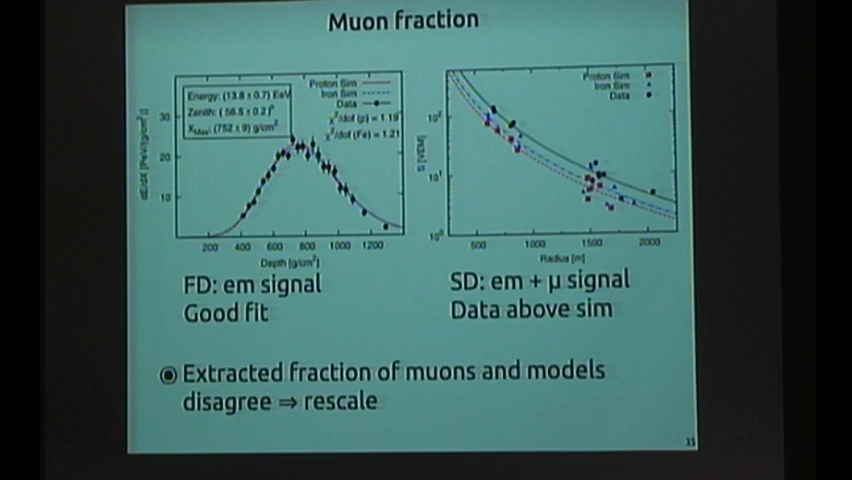 Muon fraction
Energy: (13.8 ± 0.7) EeV
Zenith: (56.5 ± 0.2)°
XMax: (752 ± 9) g/cm²
Proton Sim
Iron Sim
Data
χ²/dof (p) = 1.19
χ²/dof (Fe) = 1.21
dE/dX [PeV/(g/cm²)]
30
20
10
200 400 600 800 1000 1200
Depth [g/cm²]
Proton Sim
Iron Sim
Data
S [VEM]
10²
10¹
10⁰
500 1000 1500 2000
Radius [m]
FD: em signal
Good fit
SD: em + μ signal
Data above sim
Extracted fraction of muons and models
disagree ⇒ rescale